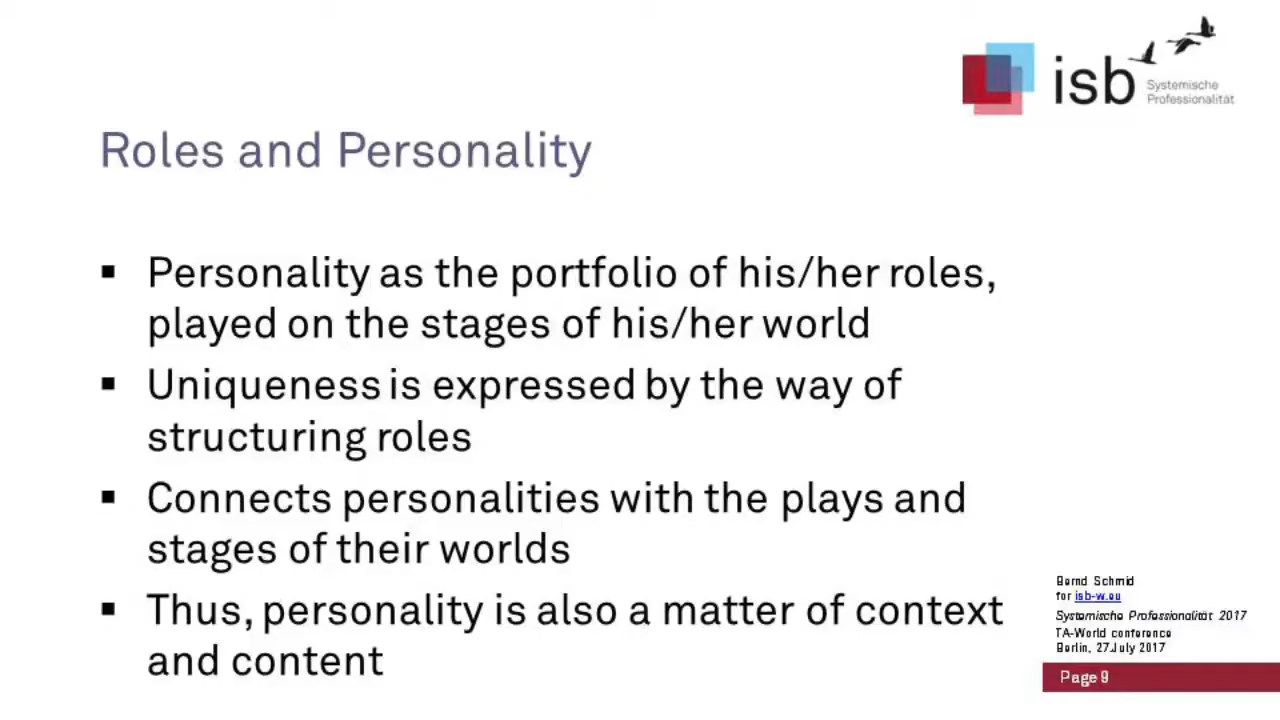 isb
Systemische
Professionalität
Roles and Personality
▪ Personality as the portfolio of his/her roles,
played on the stages of his/her world
▪ Uniqueness is expressed by the way of
structuring roles
▪ Connects personalities with the plays and
stages of their worlds
▪ Thus, personality is also a matter of context
and content
Bernd Schmid
for isb-w.eu
Systemische Professionalität 2017
TA-World conference
Berlin, 27.July 2017
Page 9